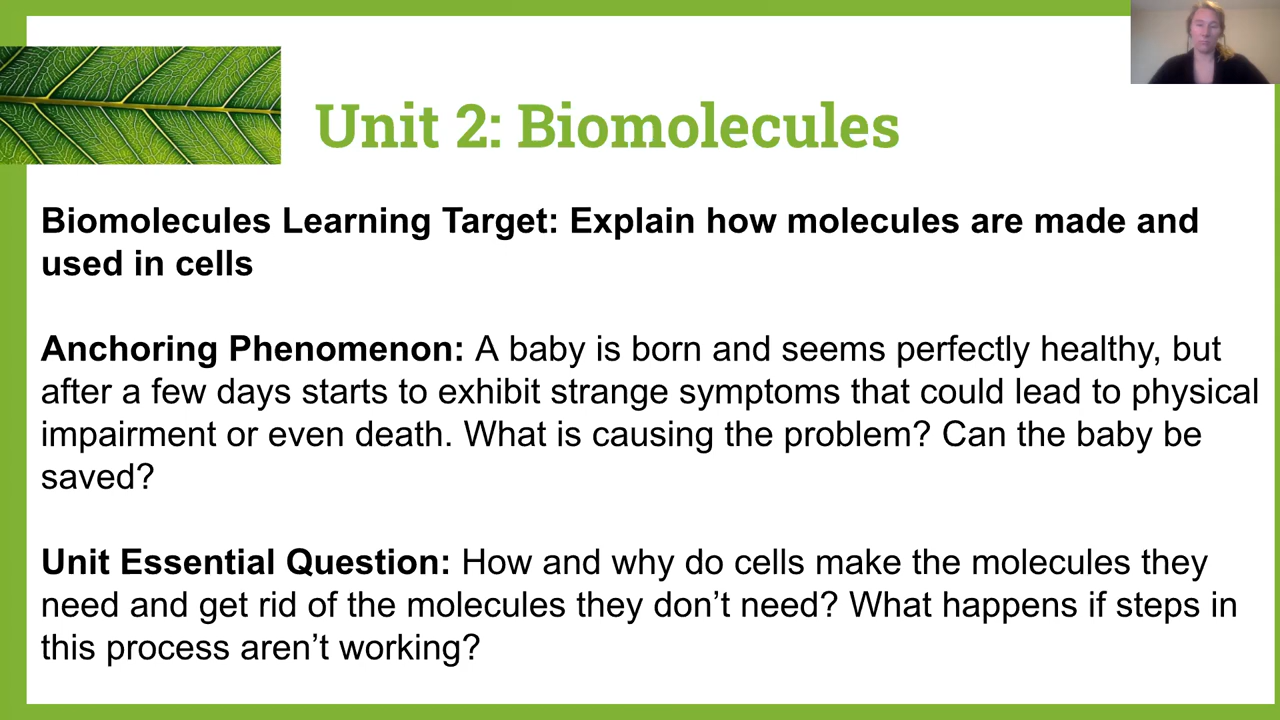 Unit 2: Biomolecules
Biomolecules Learning Target: Explain how molecules are made and
used in cells
Anchoring Phenomenon: A baby is born and seems perfectly healthy, but
after a few days starts to exhibit strange symptoms that could lead to physical
impairment or even death. What is causing the problem? Can the baby be
saved?
Unit Essential Question: How and why do cells make the molecules they
need and get rid of the molecules they don’t need? What happens if steps in
this process aren’t working?